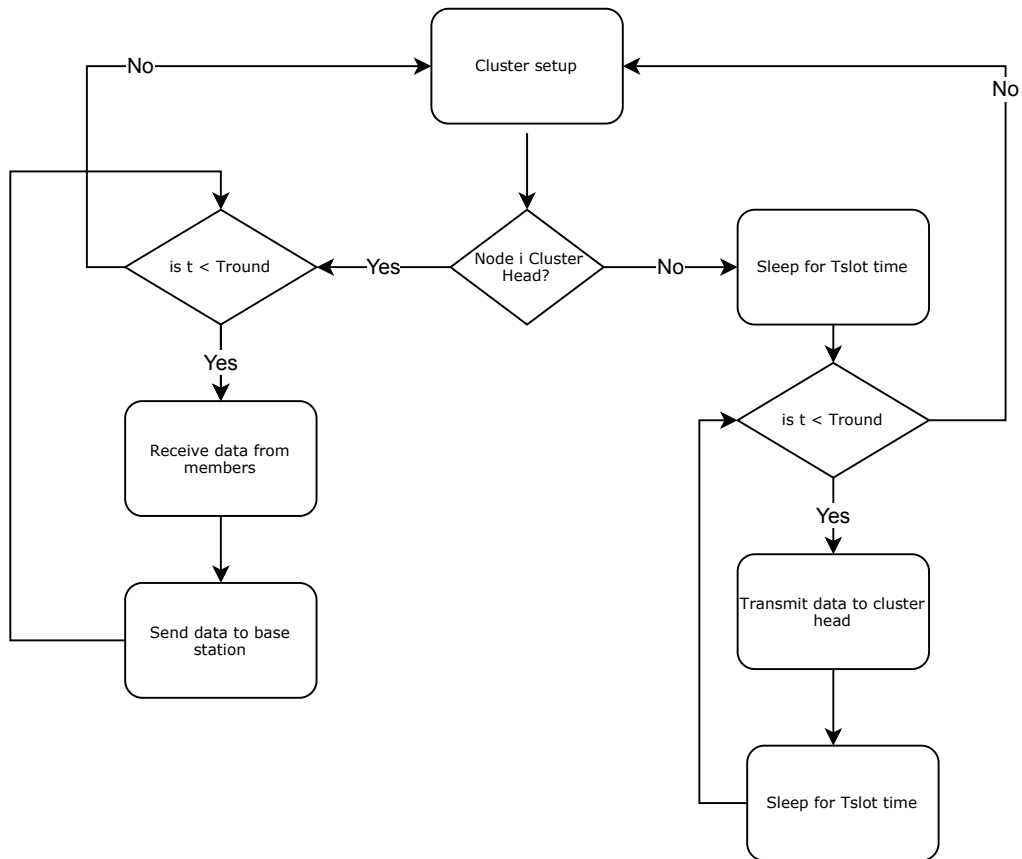 Cluster setup
No
No
Node i Cluster
Head?
Yes
No
is t < Tround
Sleep for Tslot time
Yes
Receive data from
members
is t < Tround
Yes
Send data to base
station
Transmit data to cluster
head
Sleep for Tslot time